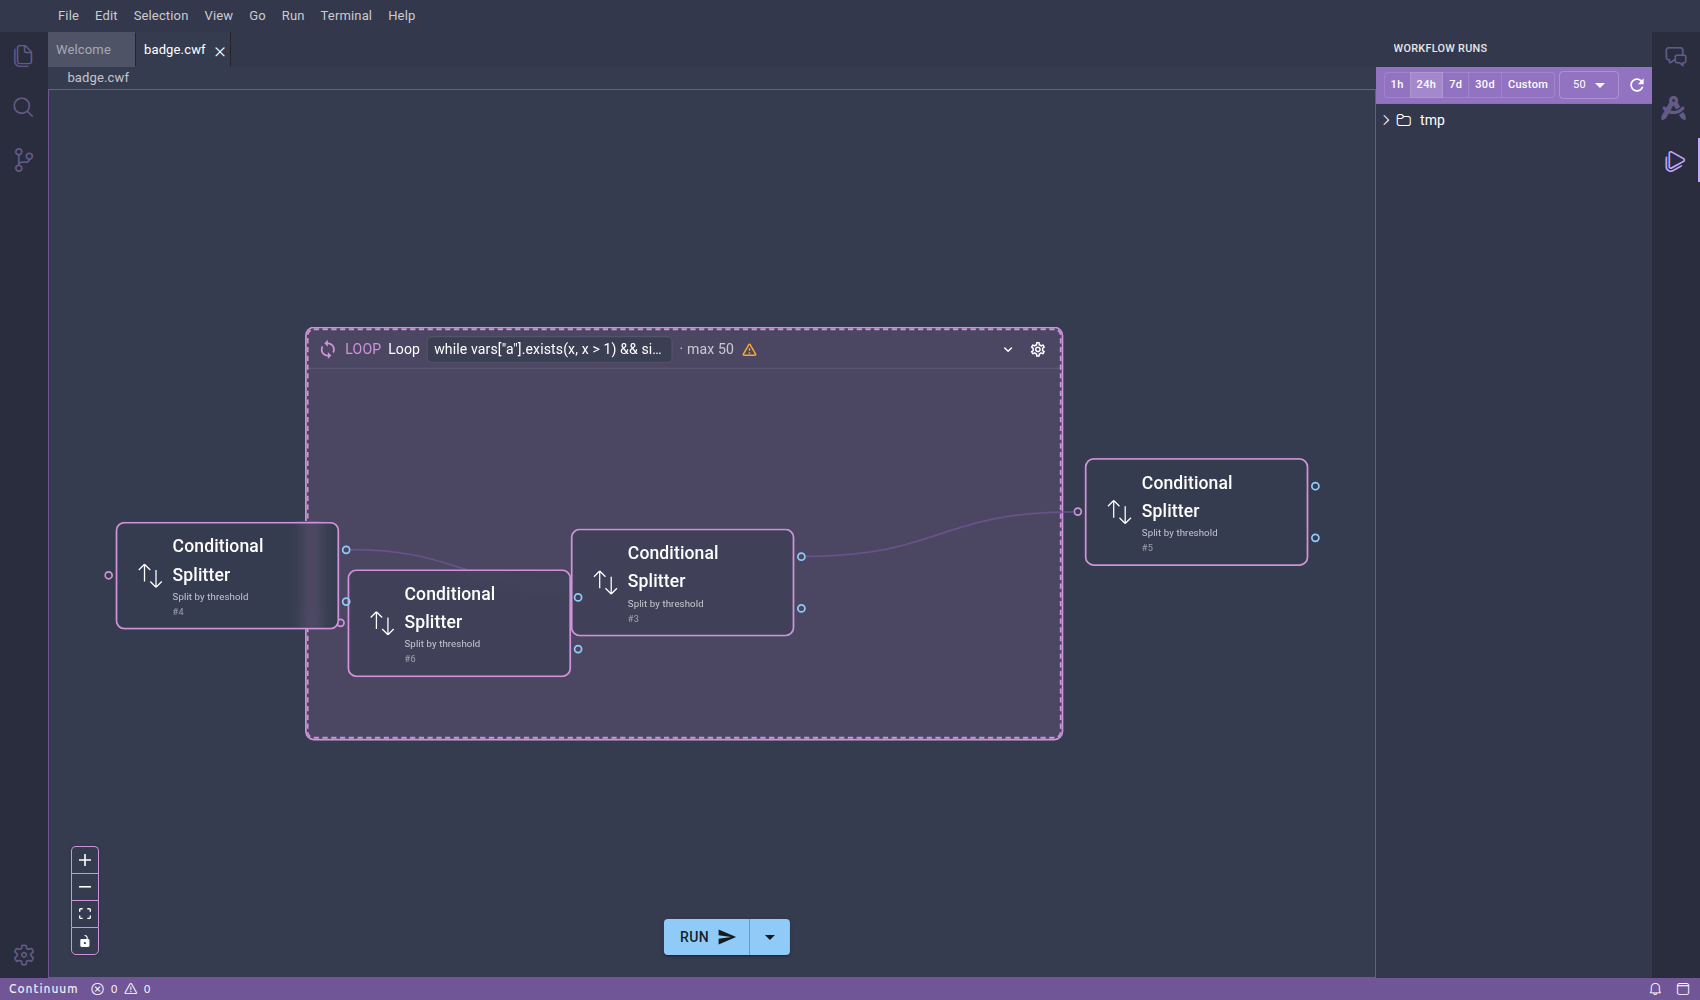 File Edit Selection View Go Run Terminal Help
Welcome badge.cwf
WORKFLOW RUNS
badge.cwf
1h 24h 7d 30d Custom 50
tmp
LOOP Loop while vars["a"].exists(x, x > 1) && si... · max 50
Conditional
Splitter
Split by threshold
#4
Conditional
Splitter
Split by threshold
#6
Conditional
Splitter
Split by threshold
#3
Conditional
Splitter
Split by threshold
#5
RUN
Continuum 0 0